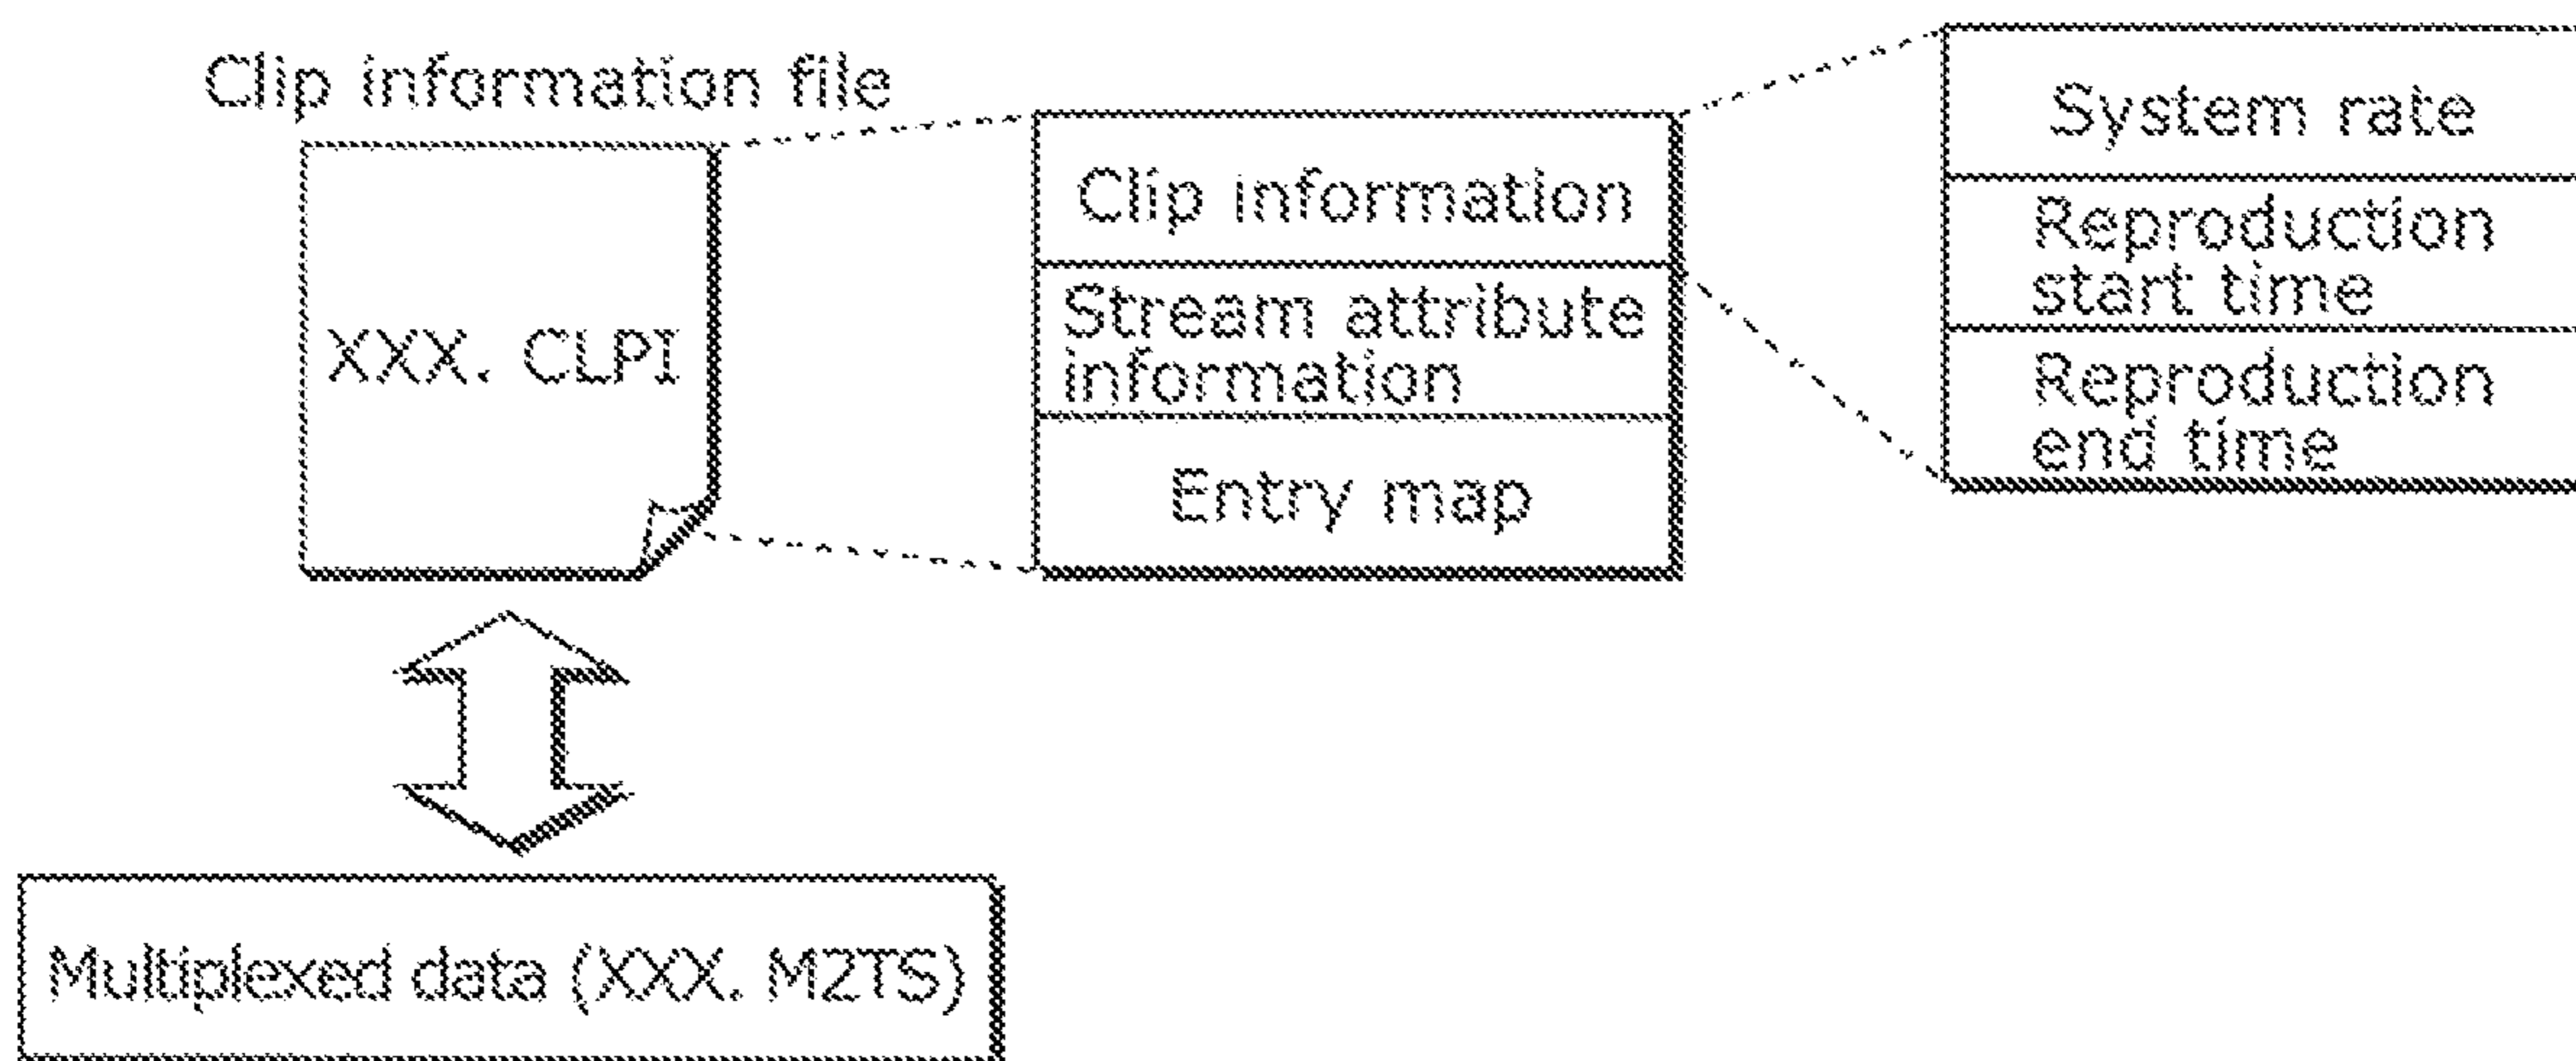 Clip information file
XXX. CLPI
Clip information
Stream attribute
information
Entry map
System rate
Reproduction
start time
Reproduction
end time
Multiplexed data (XXX. M2TS)